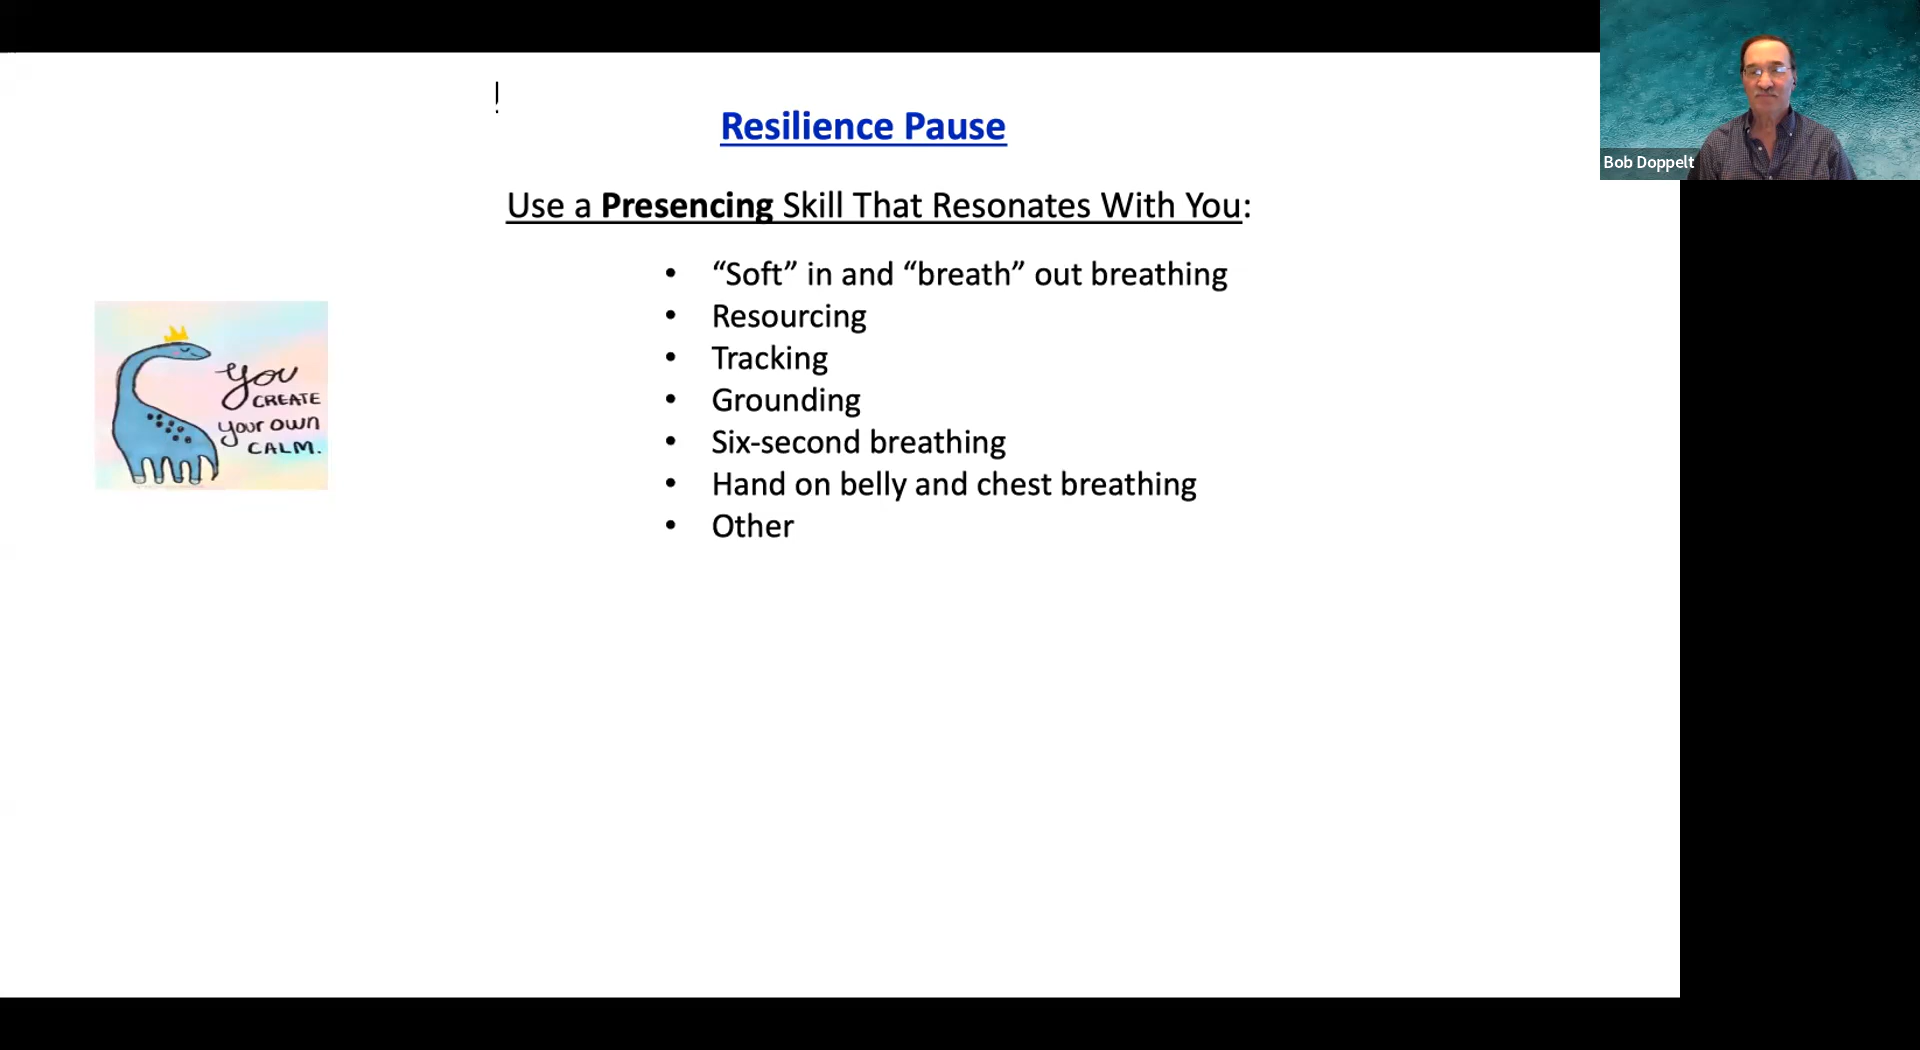 Resilience Pause
Use a Presencing Skill That Resonates With You:
• “Soft” in and “breath” out breathing
• Resourcing
• Tracking
• Grounding
• Six-second breathing
• Hand on belly and chest breathing
• Other
You
CREATE
your own
CALM.
Bob Doppelt